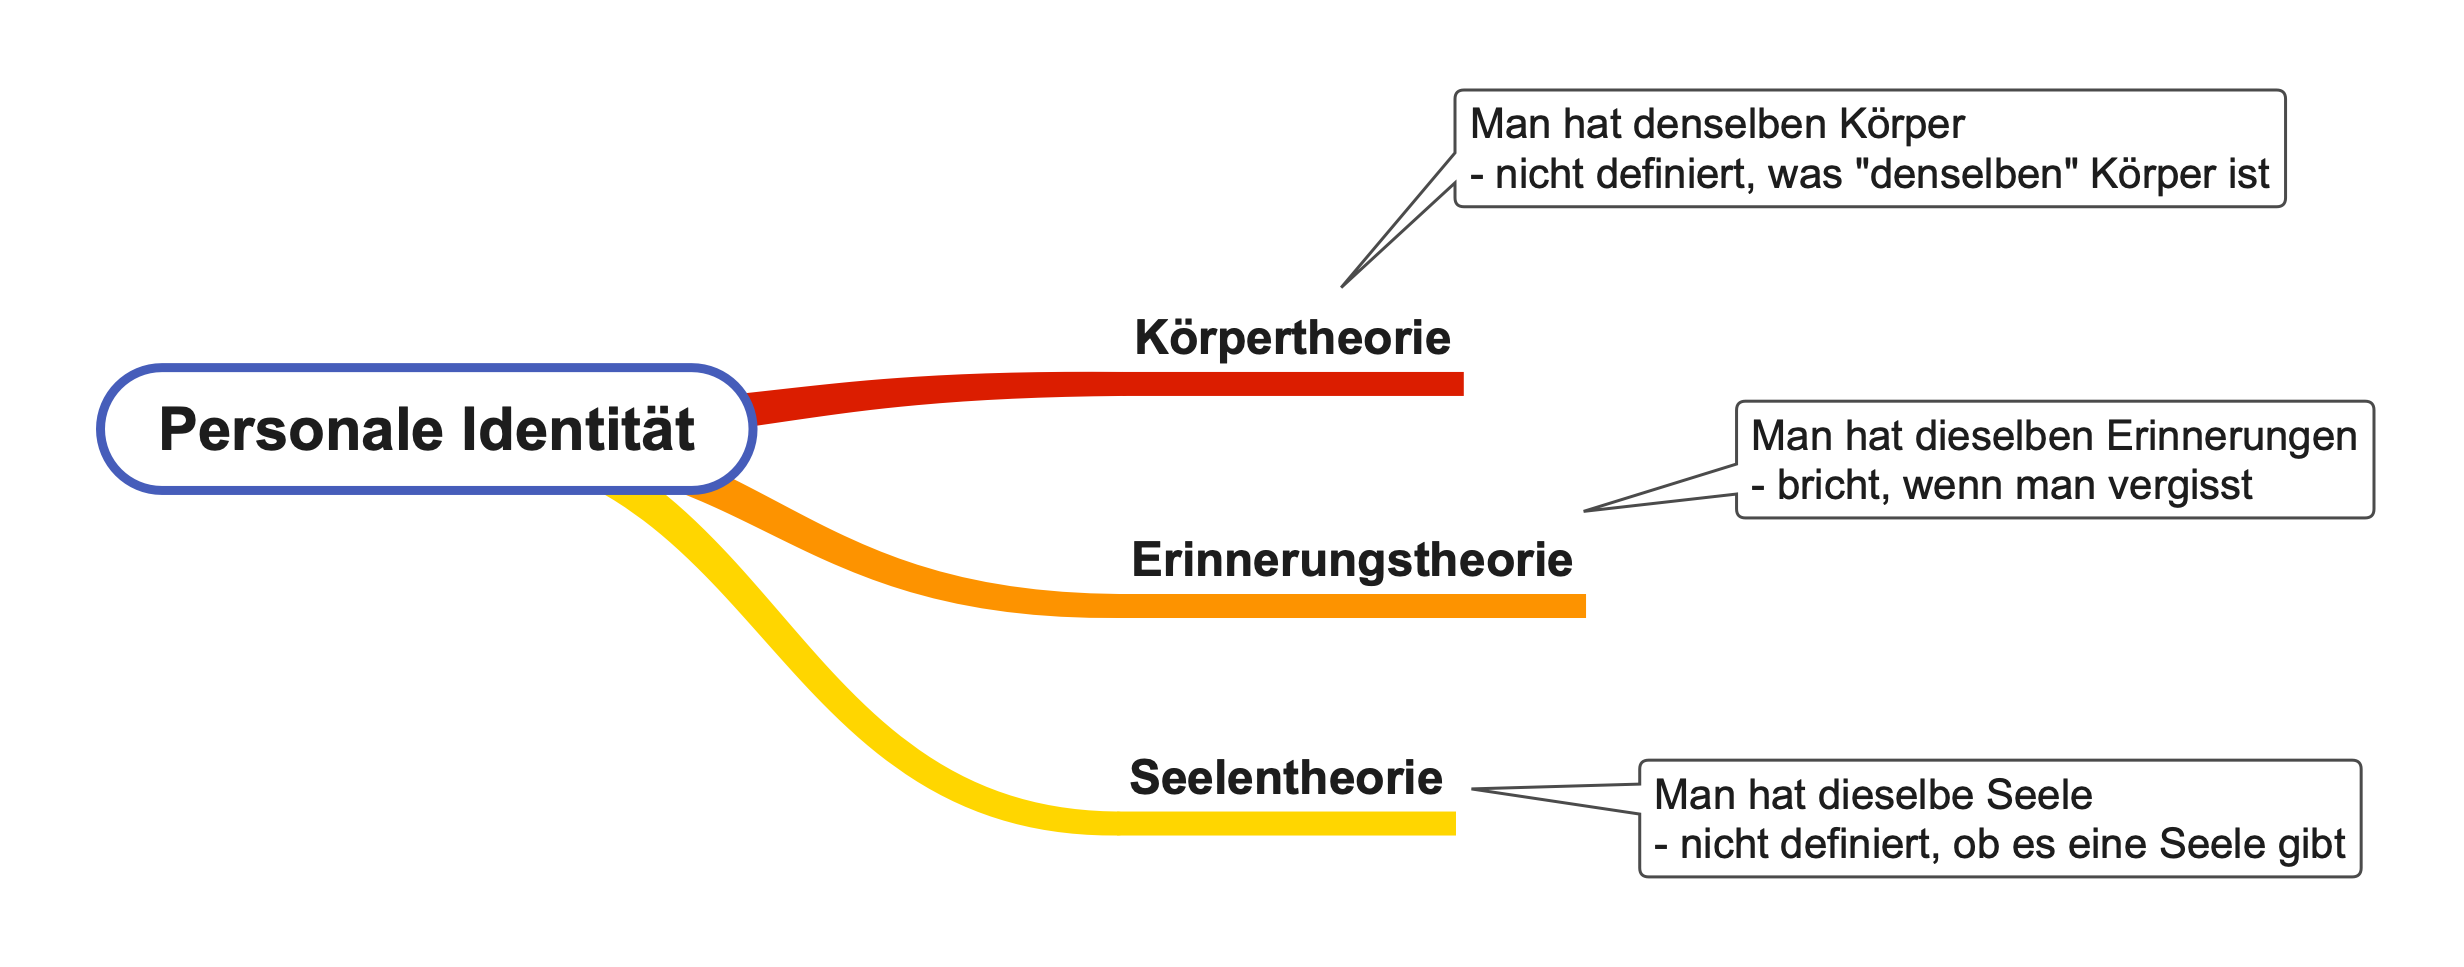 Personale Identität
Körpertheorie
Man hat denselben Körper
- nicht definiert, was "denselben" Körper ist
Erinnerungstheorie
Man hat dieselben Erinnerungen
- bricht, wenn man vergisst
Seelentheorie
Man hat dieselbe Seele
- nicht definiert, ob es eine Seele gibt